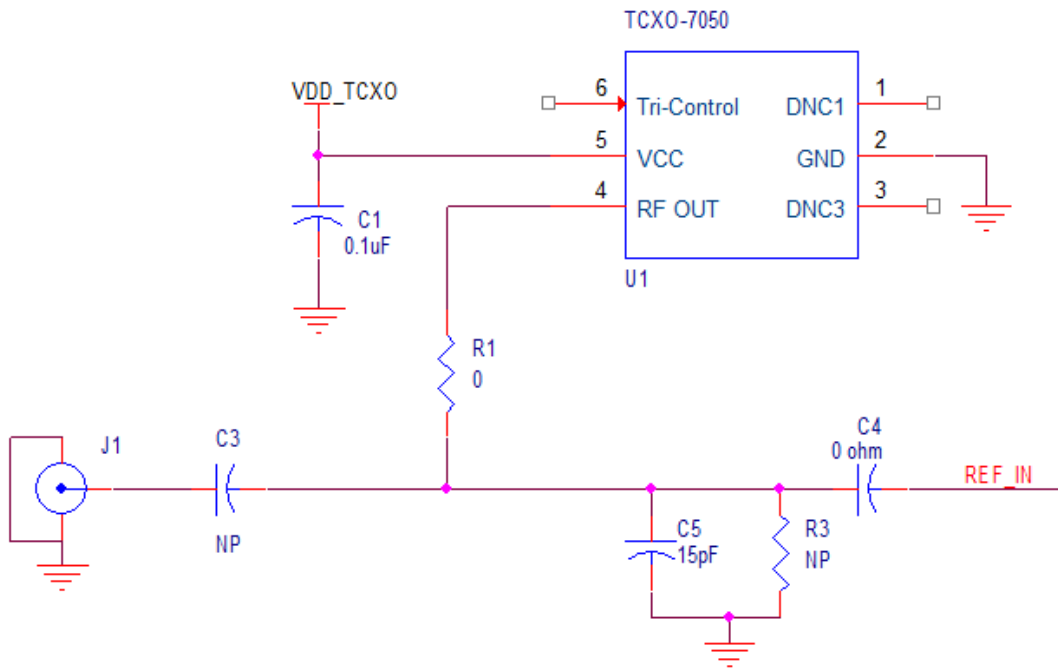 TCXO-7050
VDD_TCXO
6
Tri-Control
DNC1
1
5
VCC
GND
2
4
RF OUT
DNC3
3
C1
0.1uF
U1
R1
0
J1
C3
NP
C4
0 ohm
REF_IN
C5
15pF
R3
NP